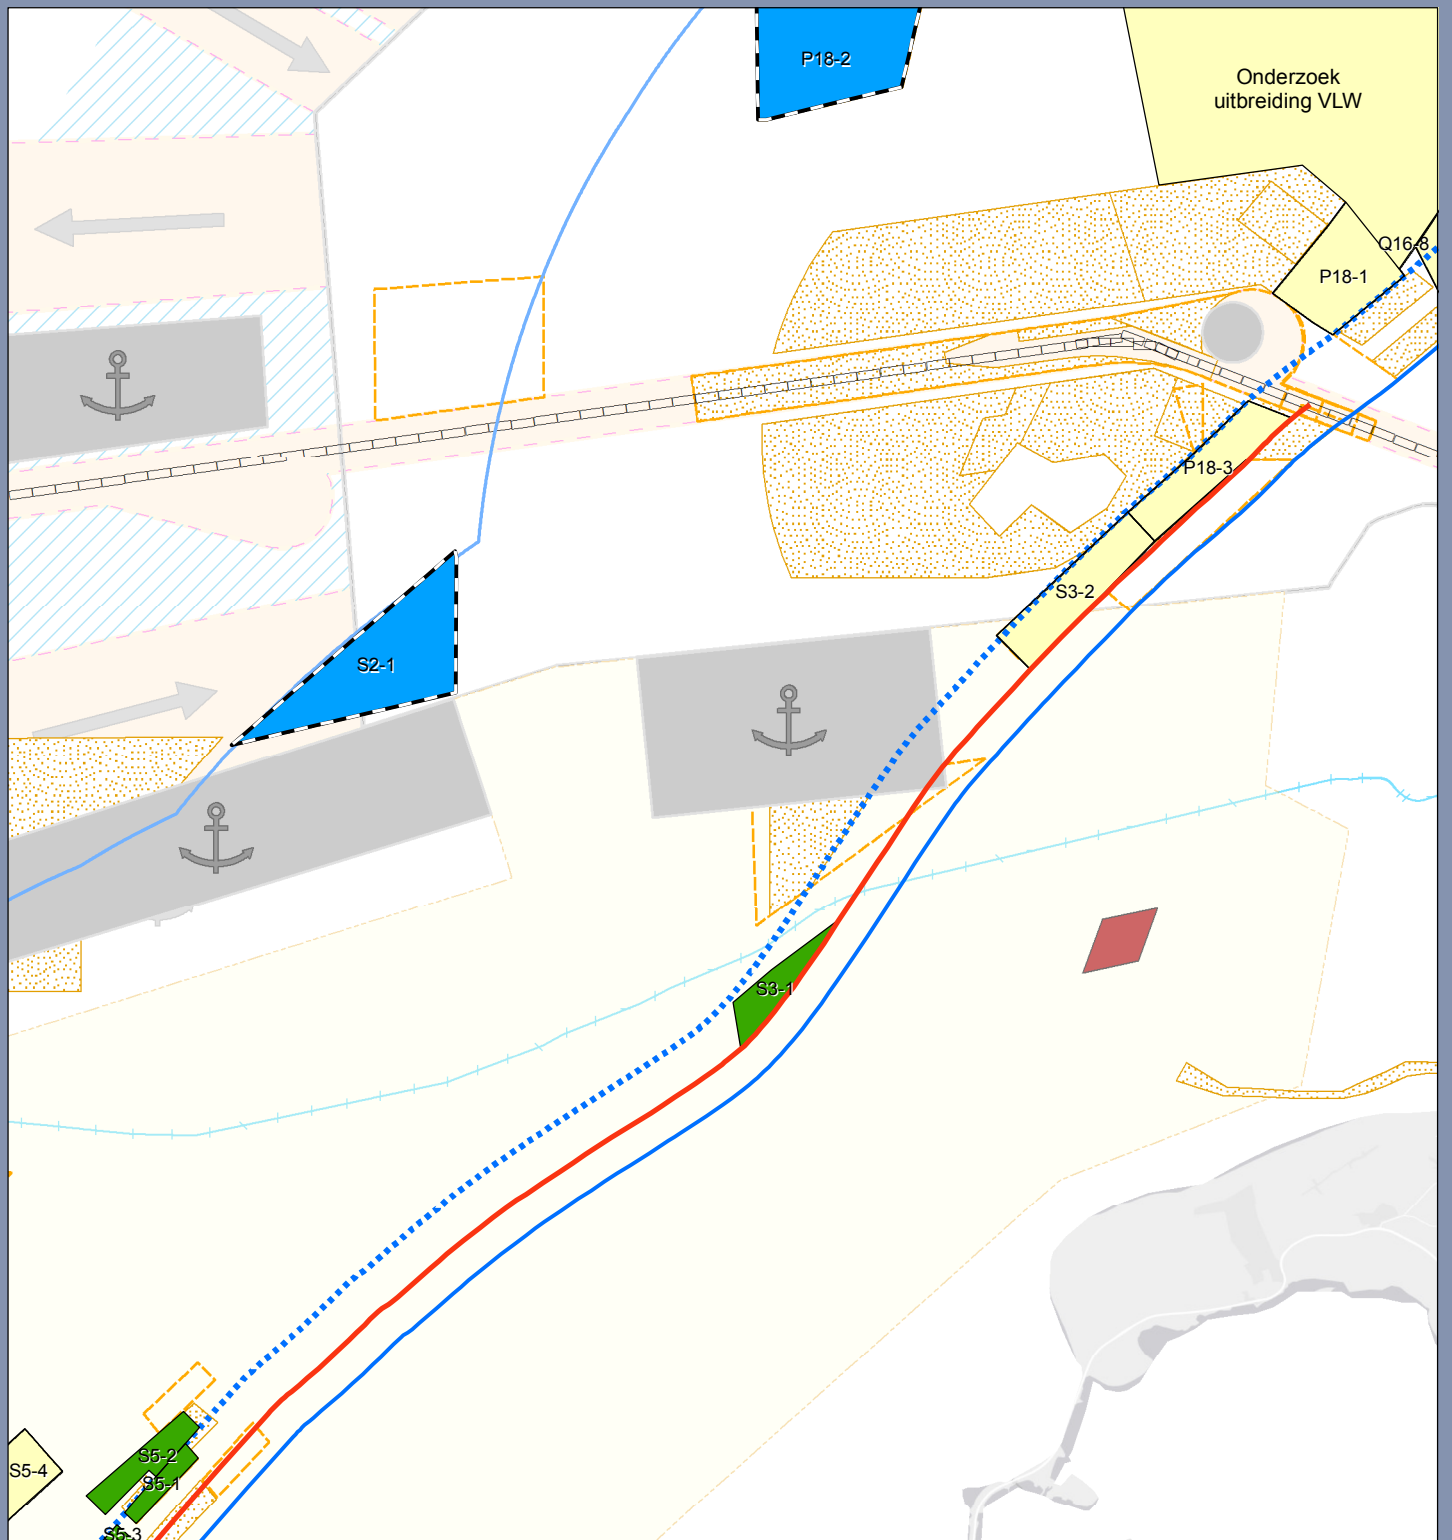 P18-2
Onderzoek
uitbreiding VLW
Q16-8
P18-1
P18-3
S3-2
S2-1
S3-1
S5-2
S5-4
S5-1
S5-3